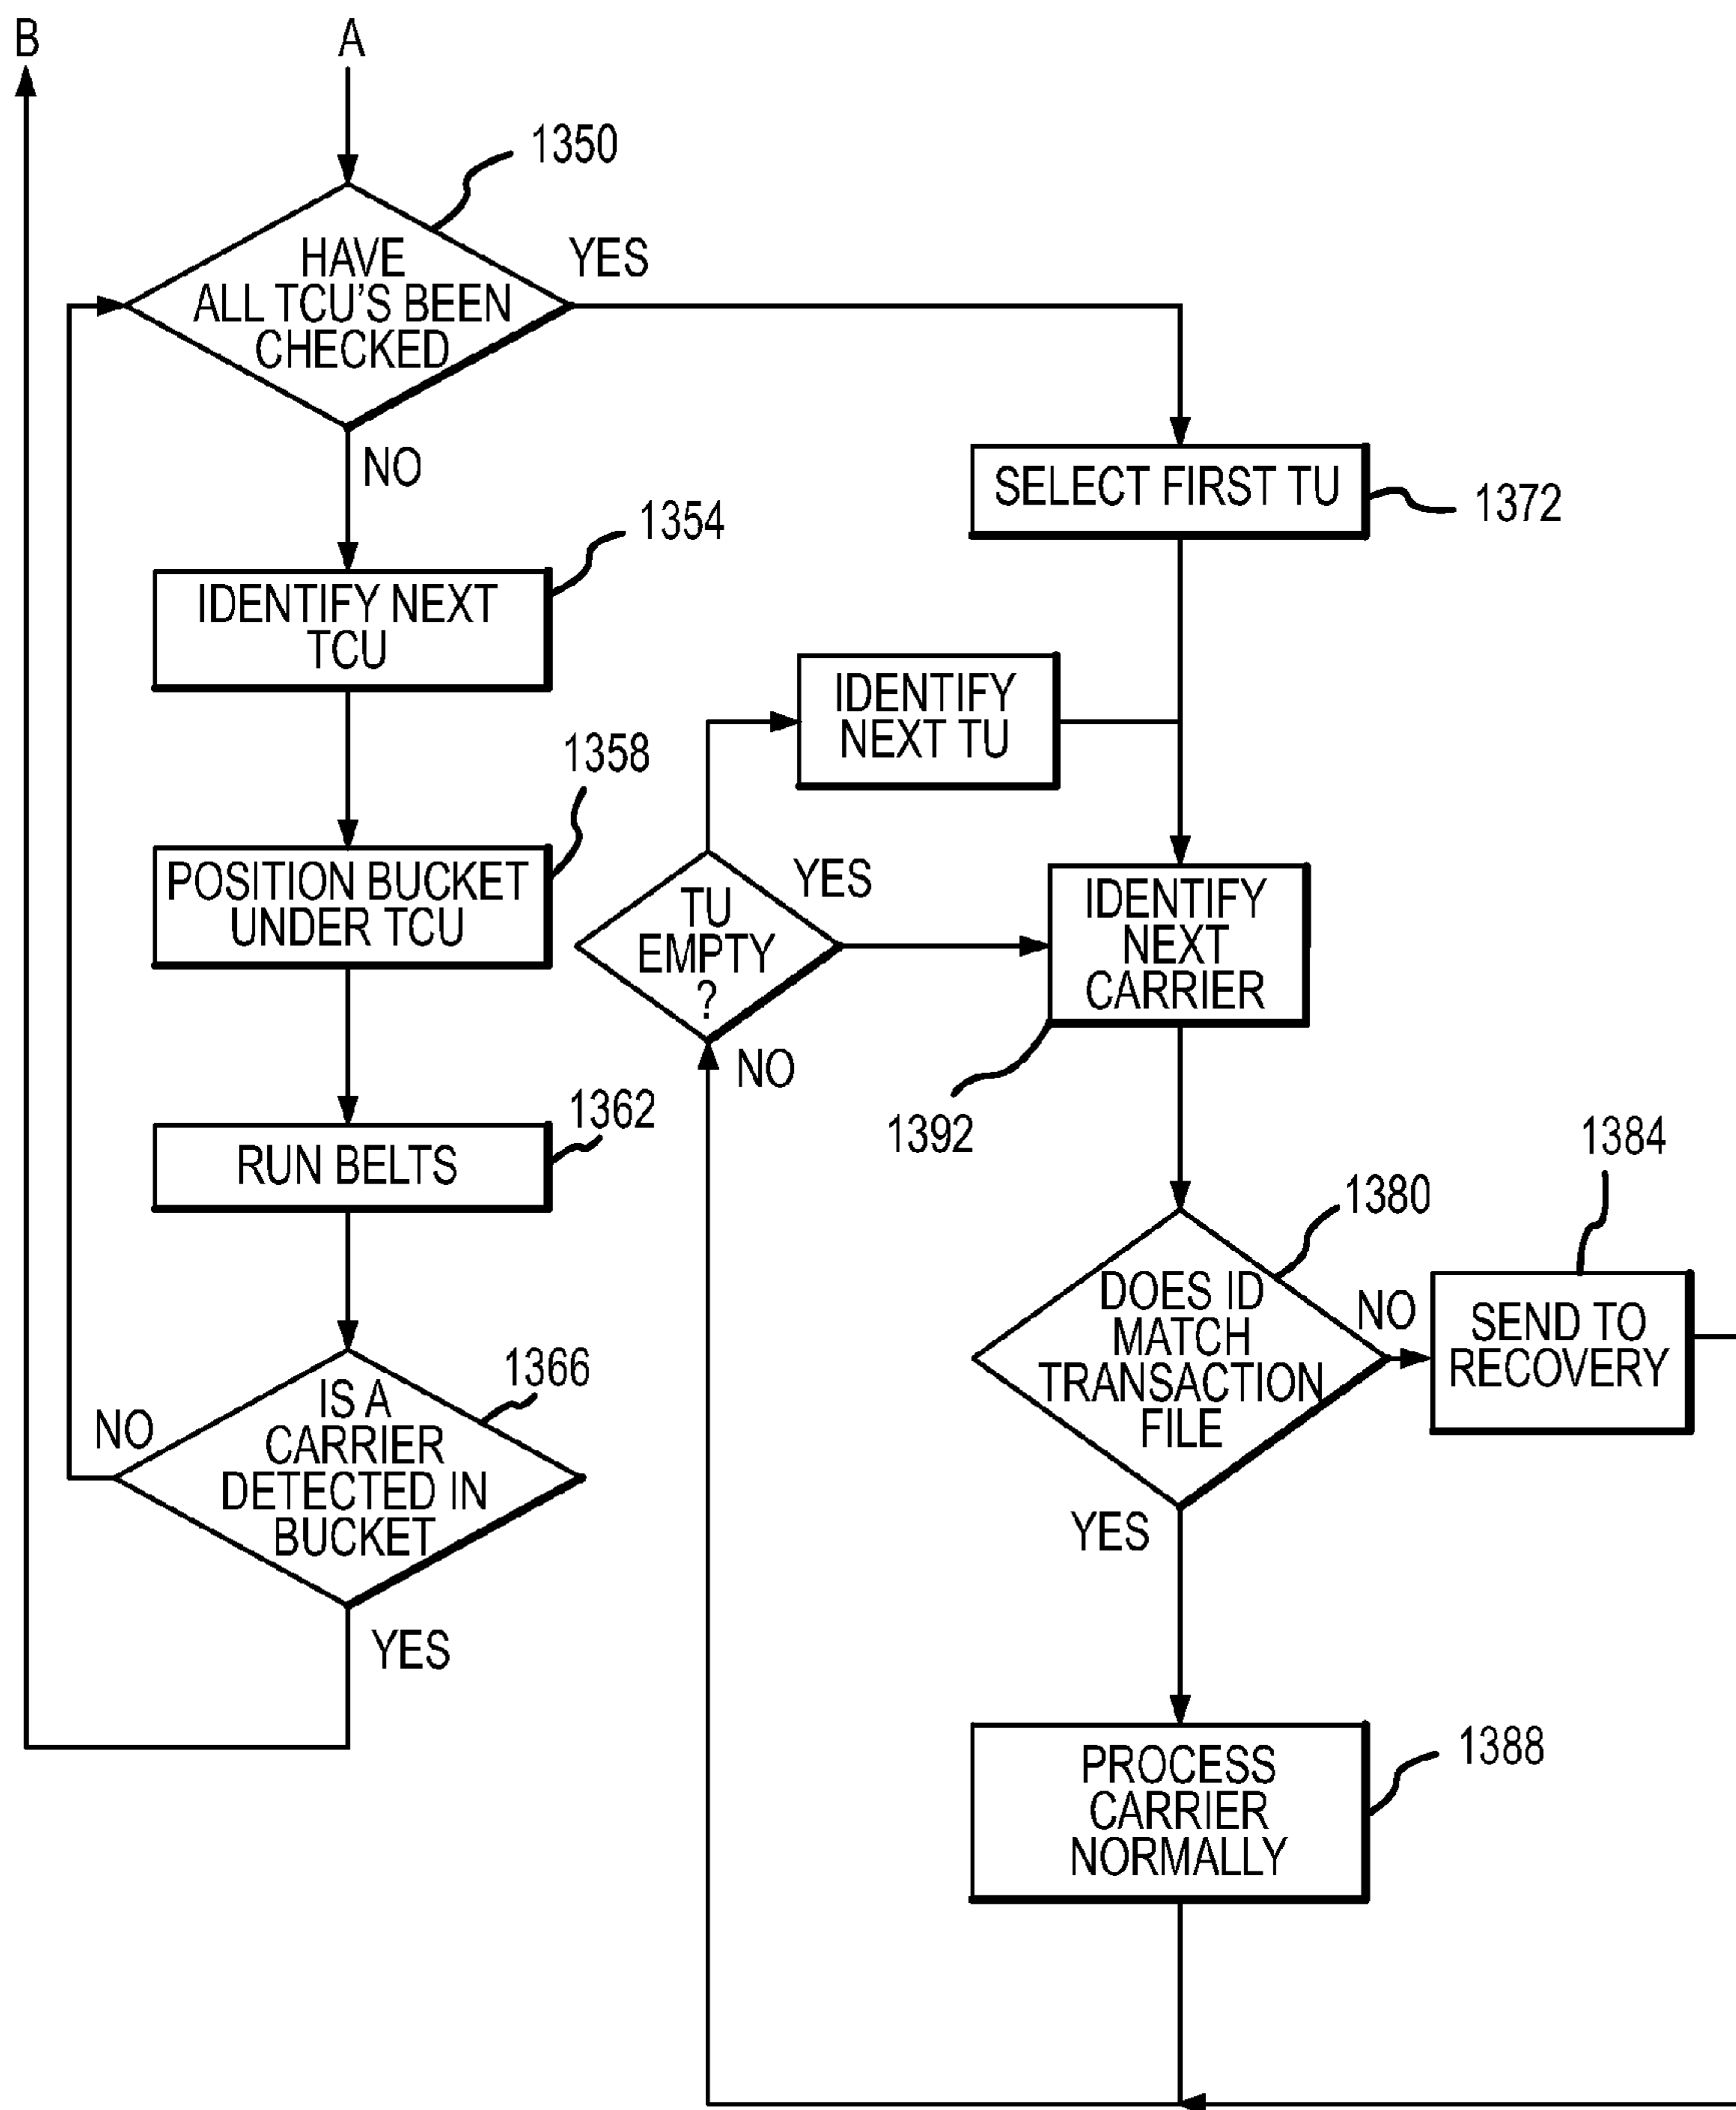 B
A
1350
HAVE
ALL TCU'S BEEN
CHECKED
YES
NO
1354
IDENTIFY NEXT
TCU
1358
POSITION BUCKET
UNDER TCU
1362
RUN BELTS
1366
IS A
CARRIER
DETECTED IN
BUCKET
NO
YES
SELECT FIRST TU
1372
IDENTIFY
NEXT TU
TU
EMPTY
?
YES
NO
IDENTIFY
NEXT
CARRIER
1392
1380
DOES ID
MATCH
TRANSACTION
FILE
NO
1384
SEND TO
RECOVERY
YES
PROCESS
CARRIER
NORMALLY
1388